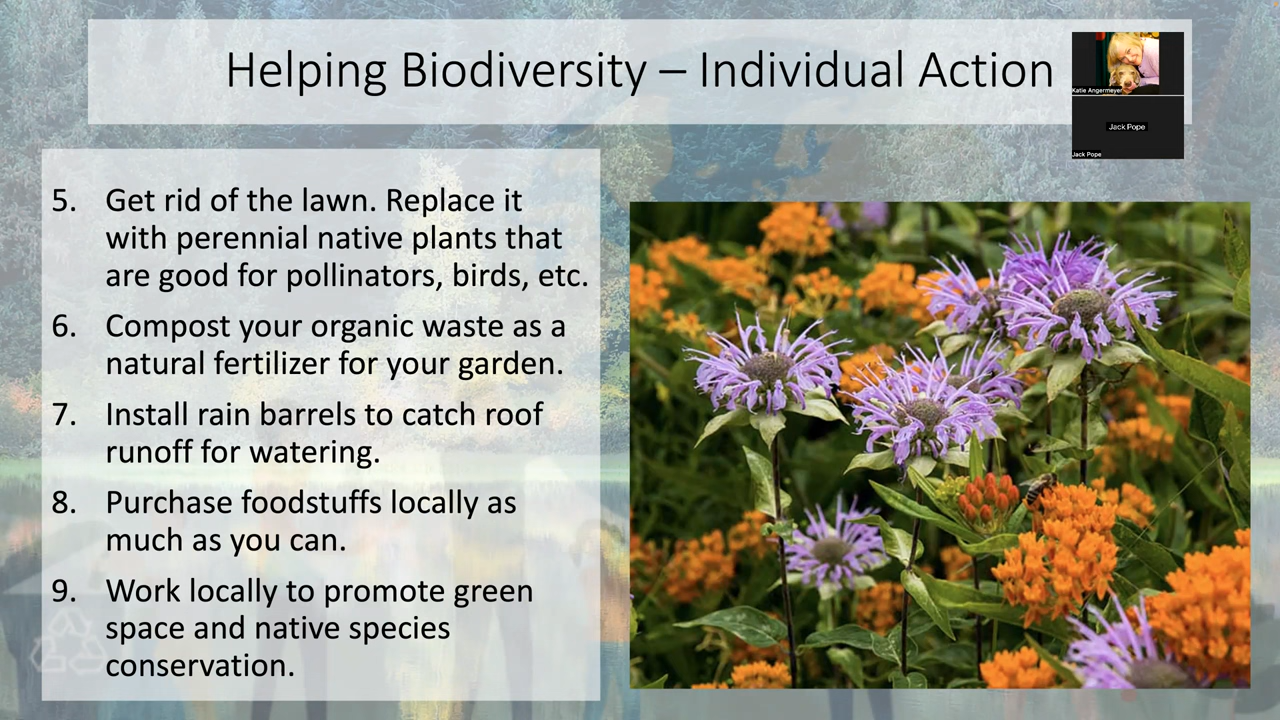 Helping Biodiversity – Individual Action
Katie Angermeyer
Jack Pope
Jack Pope
5. Get rid of the lawn. Replace it
with perennial native plants that
are good for pollinators, birds, etc.
6. Compost your organic waste as a
natural fertilizer for your garden.
7. Install rain barrels to catch roof
runoff for watering.
8. Purchase foodstuffs locally as
much as you can.
9. Work locally to promote green
space and native species
conservation.